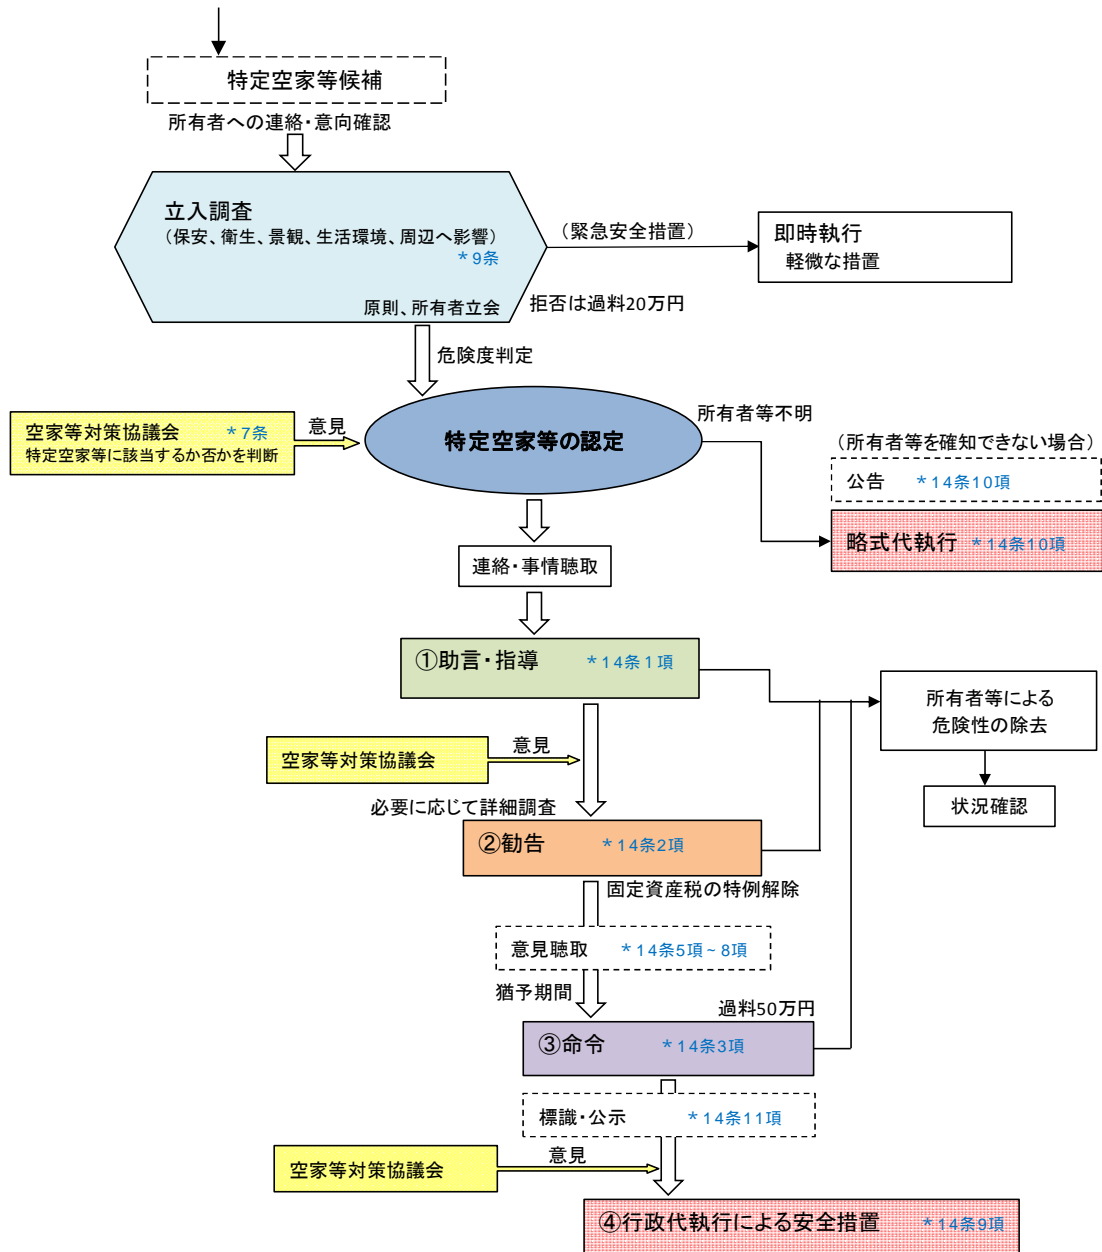 特定空家等候補
所有者への連絡・意向確認
立入調査
（保安、衛生、景観、生活環境、周辺へ影響）
*9条
原則、所有者立会
（緊急安全措置）
即時執行
軽微な措置
拒否は過料20万円
危険度判定
空家等対策協議会 *7条
特定空家等に該当するか否かを判断
意見
特定空家等の認定
所有者等不明
（所有者等を確知できない場合）
公告 *14条10項
略式代執行 *14条10項
連絡・事情聴取
①助言・指導 *14条1項
所有者等による
危険性の除去
状況確認
空家等対策協議会
意見
必要に応じて詳細調査
②勧告 *14条2項
固定資産税の特例解除
意見聴取 *14条5項~8項
猶予期間
過料50万円
③命令 *14条3項
標識・公示 *14条11項
空家等対策協議会
意見
④行政代執行による安全措置 *14条9項